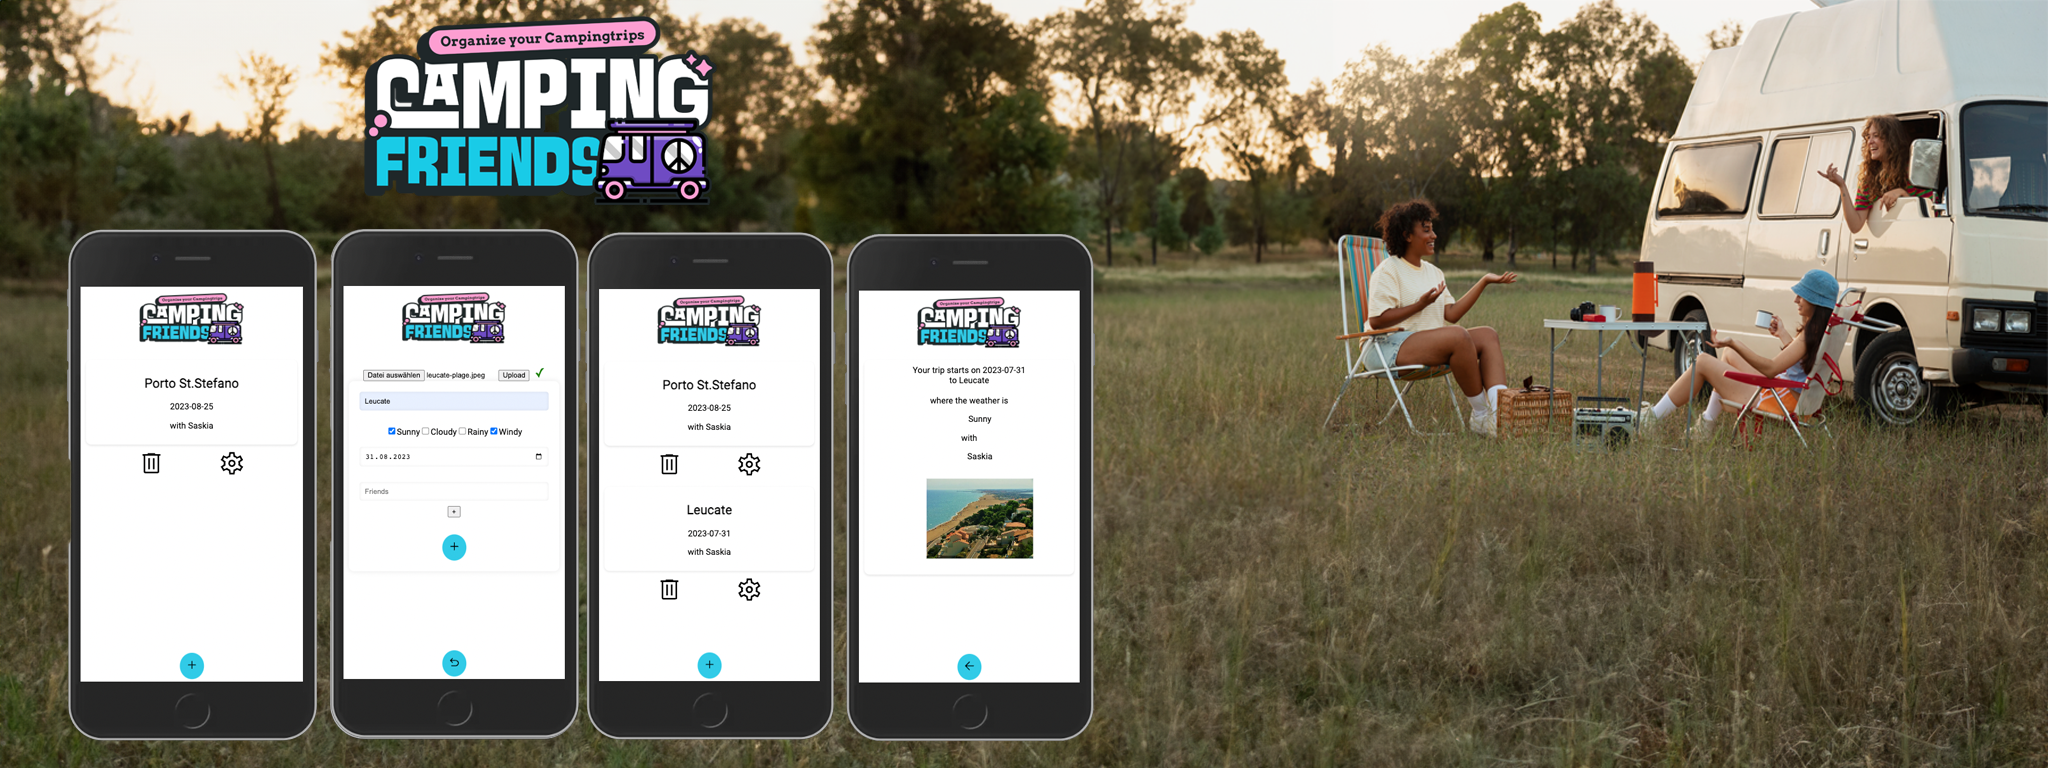 Organize your Campingtrips
CAMPING
FRIENDS
Organize your Campingtrips
CAMPING
FRIENDS
Porto St.Stefano
2023-08-25
with Saskia
+
Organize your Campingtrips
CAMPING
FRIENDS
Datei auswählen leucate-plage.jpeg Upload ✓
Leucate
Sunny Cloudy Rainy Windy
31.08.2023
Friends
+
+
Organize your Campingtrips
CAMPING
FRIENDS
Porto St.Stefano
2023-08-25
with Saskia
Leucate
2023-07-31
with Saskia
+
Organize your Campingtrips
CAMPING
FRIENDS
Your trip starts on 2023-07-31
to Leucate
where the weather is
Sunny
with
Saskia